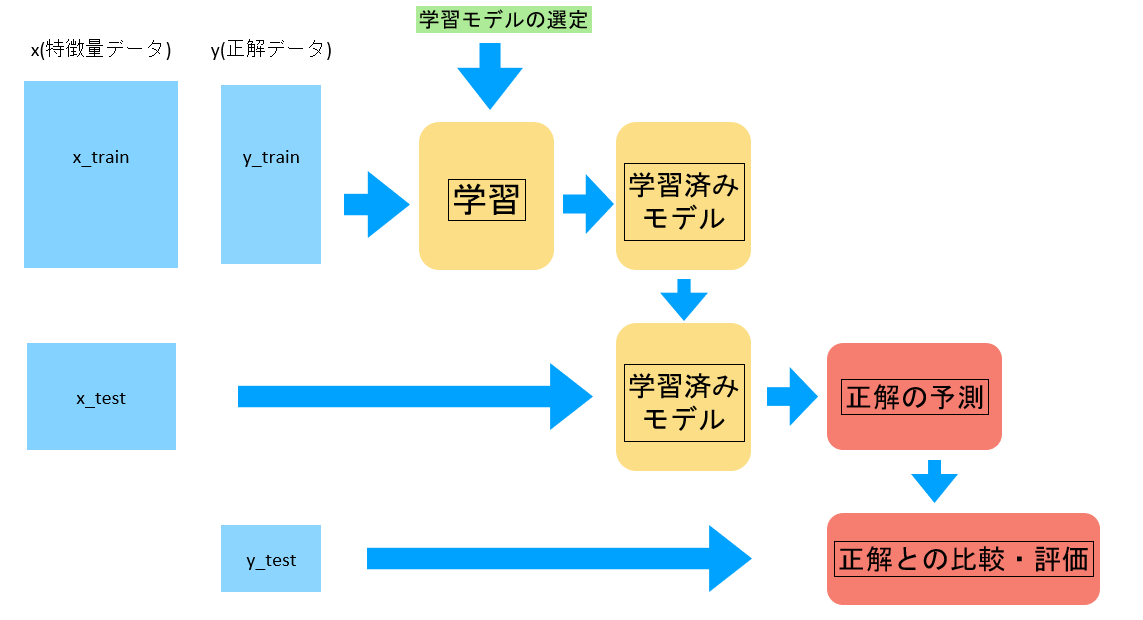 学習モデルの選定
x(特徴量データ)
y(正解データ)
x_train
y_train
学習
学習済み
モデル
x_test
学習済み
モデル
正解の予測
y_test
正解との比較・評価